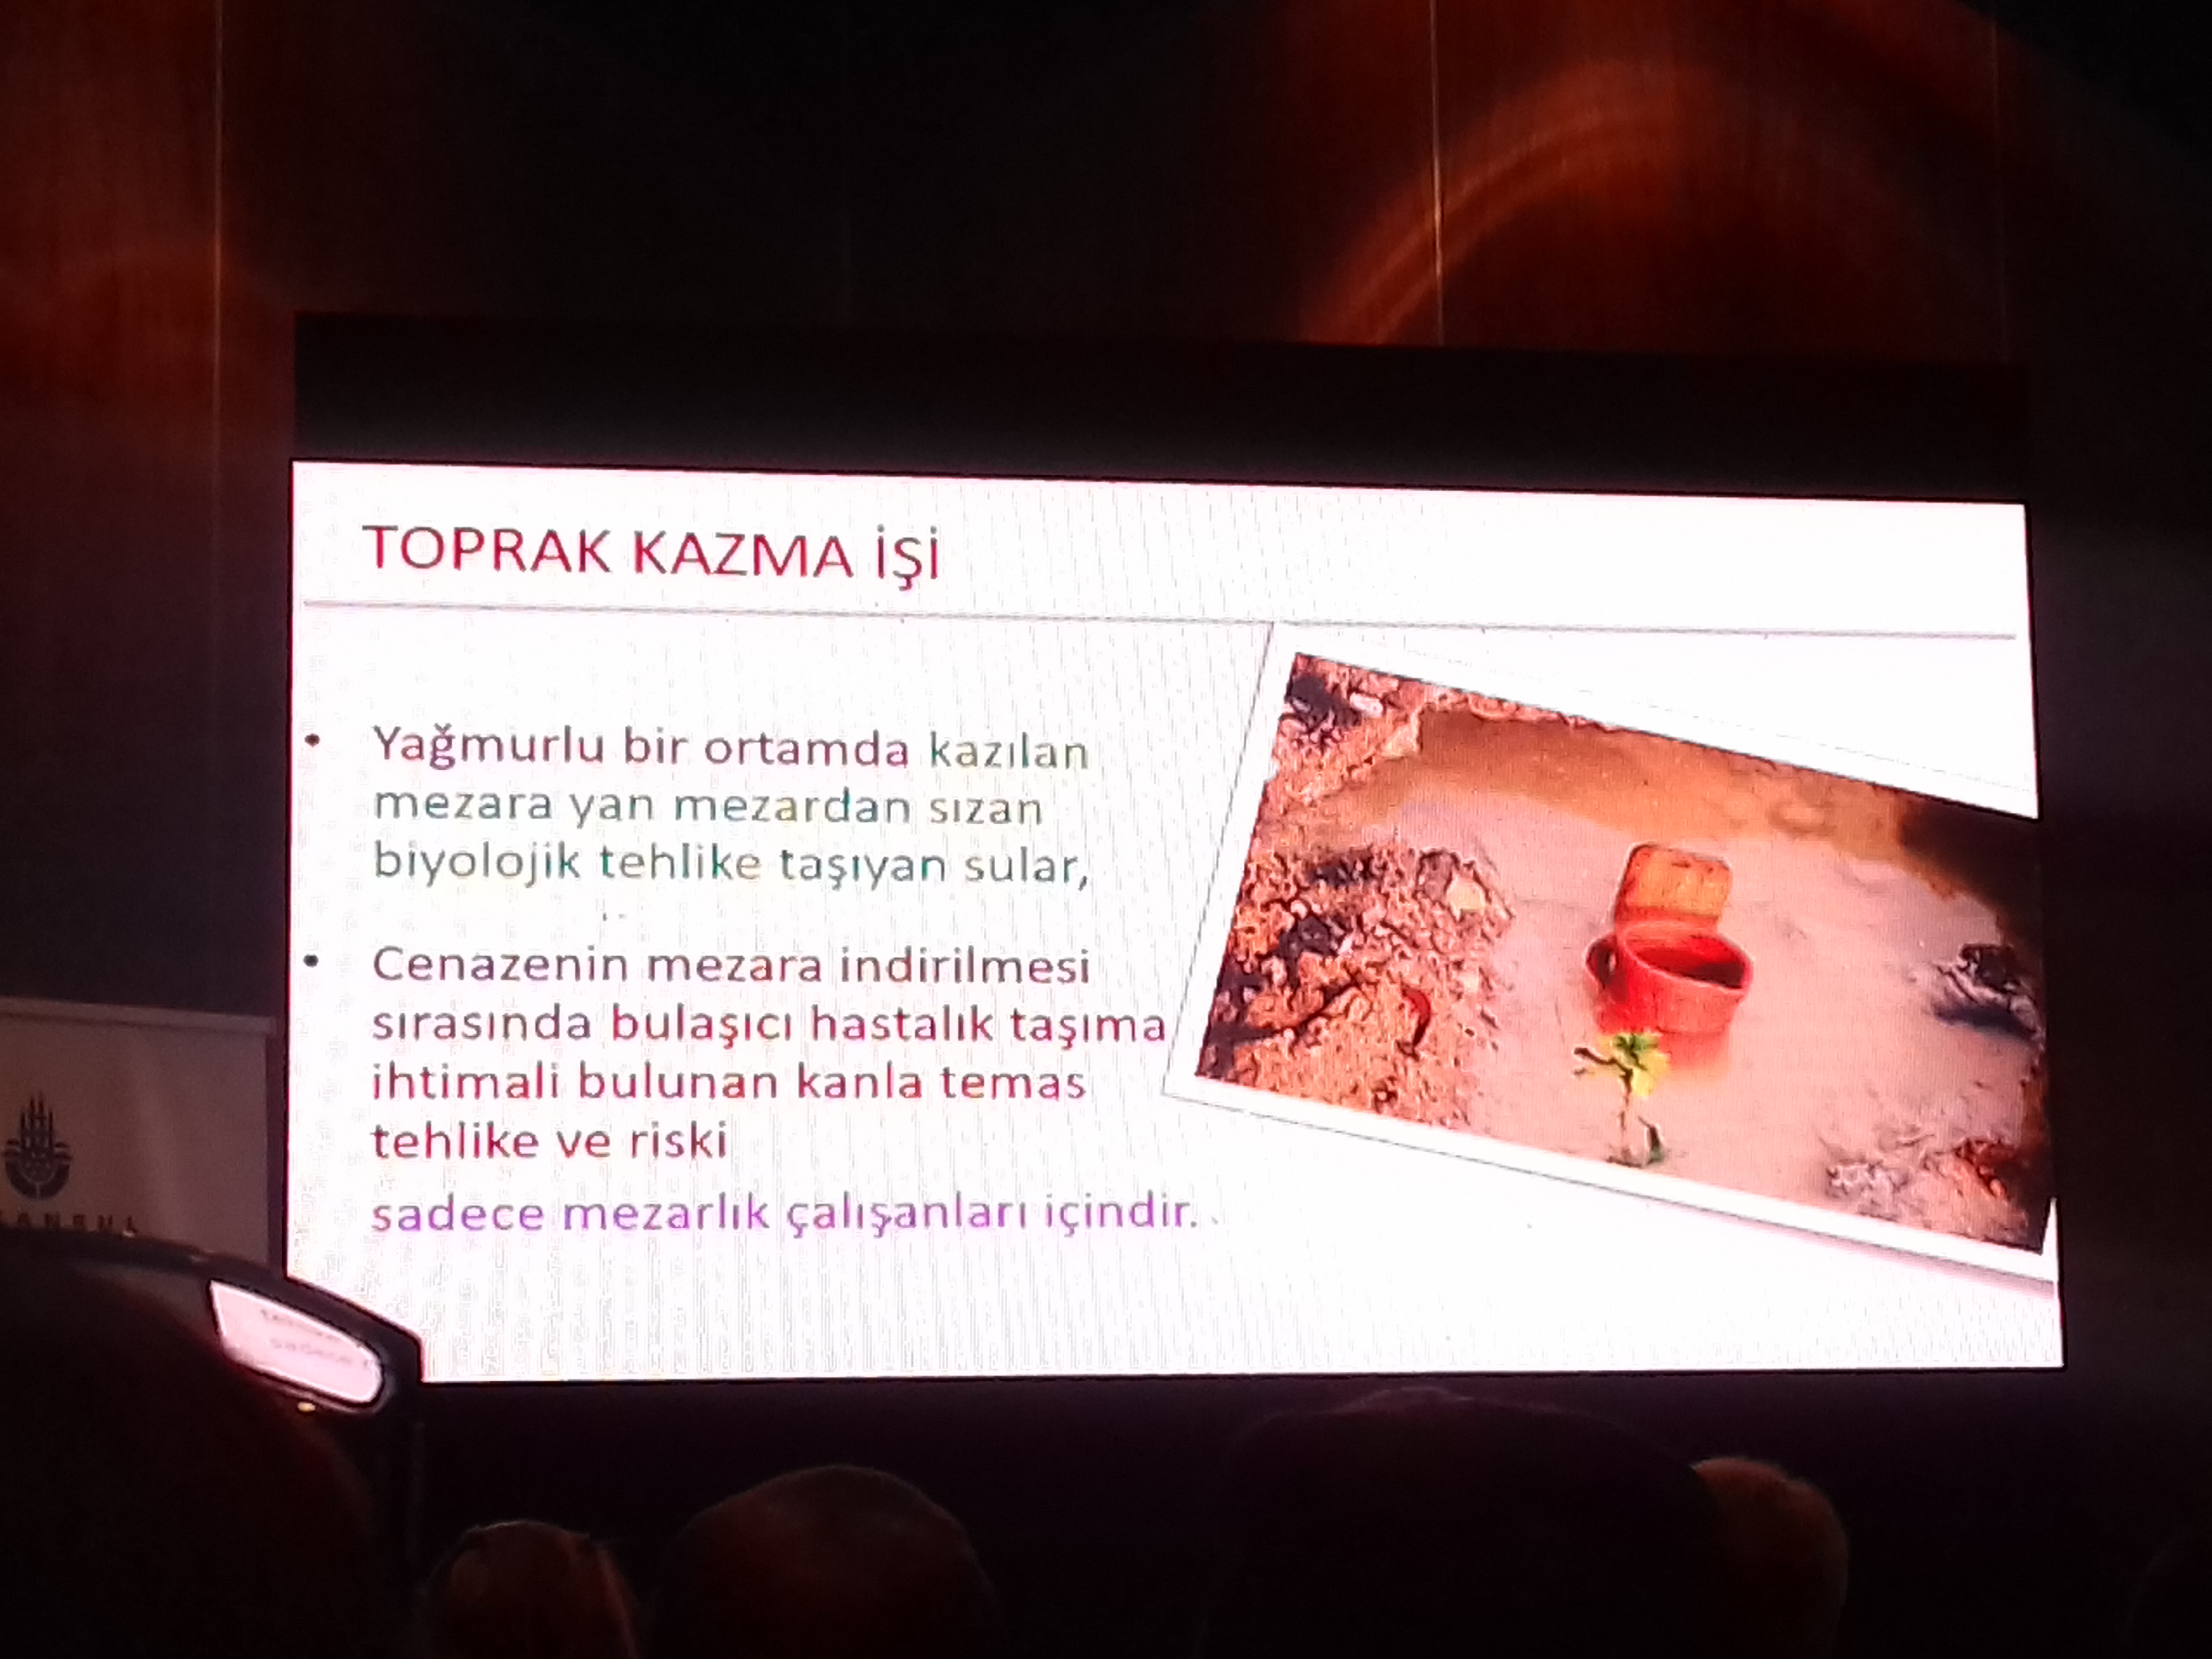 TOPRAK KAZMA İŞİ
• Yağmurlu bir ortamda kazılan
mezara yan mezardan sızan
biyolojik tehlike taşıyan sular,
• Cenazenin mezara indirilmesi
sırasında bulaşıcı hastalık taşıma
ihtimali bulunan kanla temas
tehlike ve riski
sadece mezarlık çalışanları içindir.